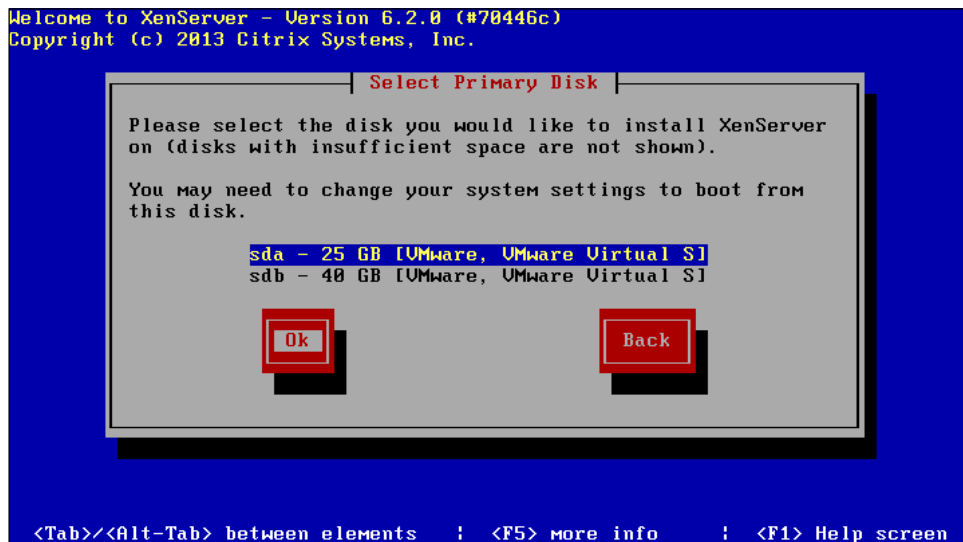 Welcome to XenServer - Version 6.2.0 (#70446c)
Copyright (c) 2013 Citrix Systems, Inc.
Select Primary Disk
Please select the disk you would like to install XenServer
on (disks with insufficient space are not shown).
You may need to change your system settings to boot from
this disk.
sda - 25 GB [VMware, VMware Virtual S]
sdb - 40 GB [VMware, VMware Virtual S]
Ok Back
<Tab>/<Alt-Tab> between elements | <F5> more info | <F1> Help screen